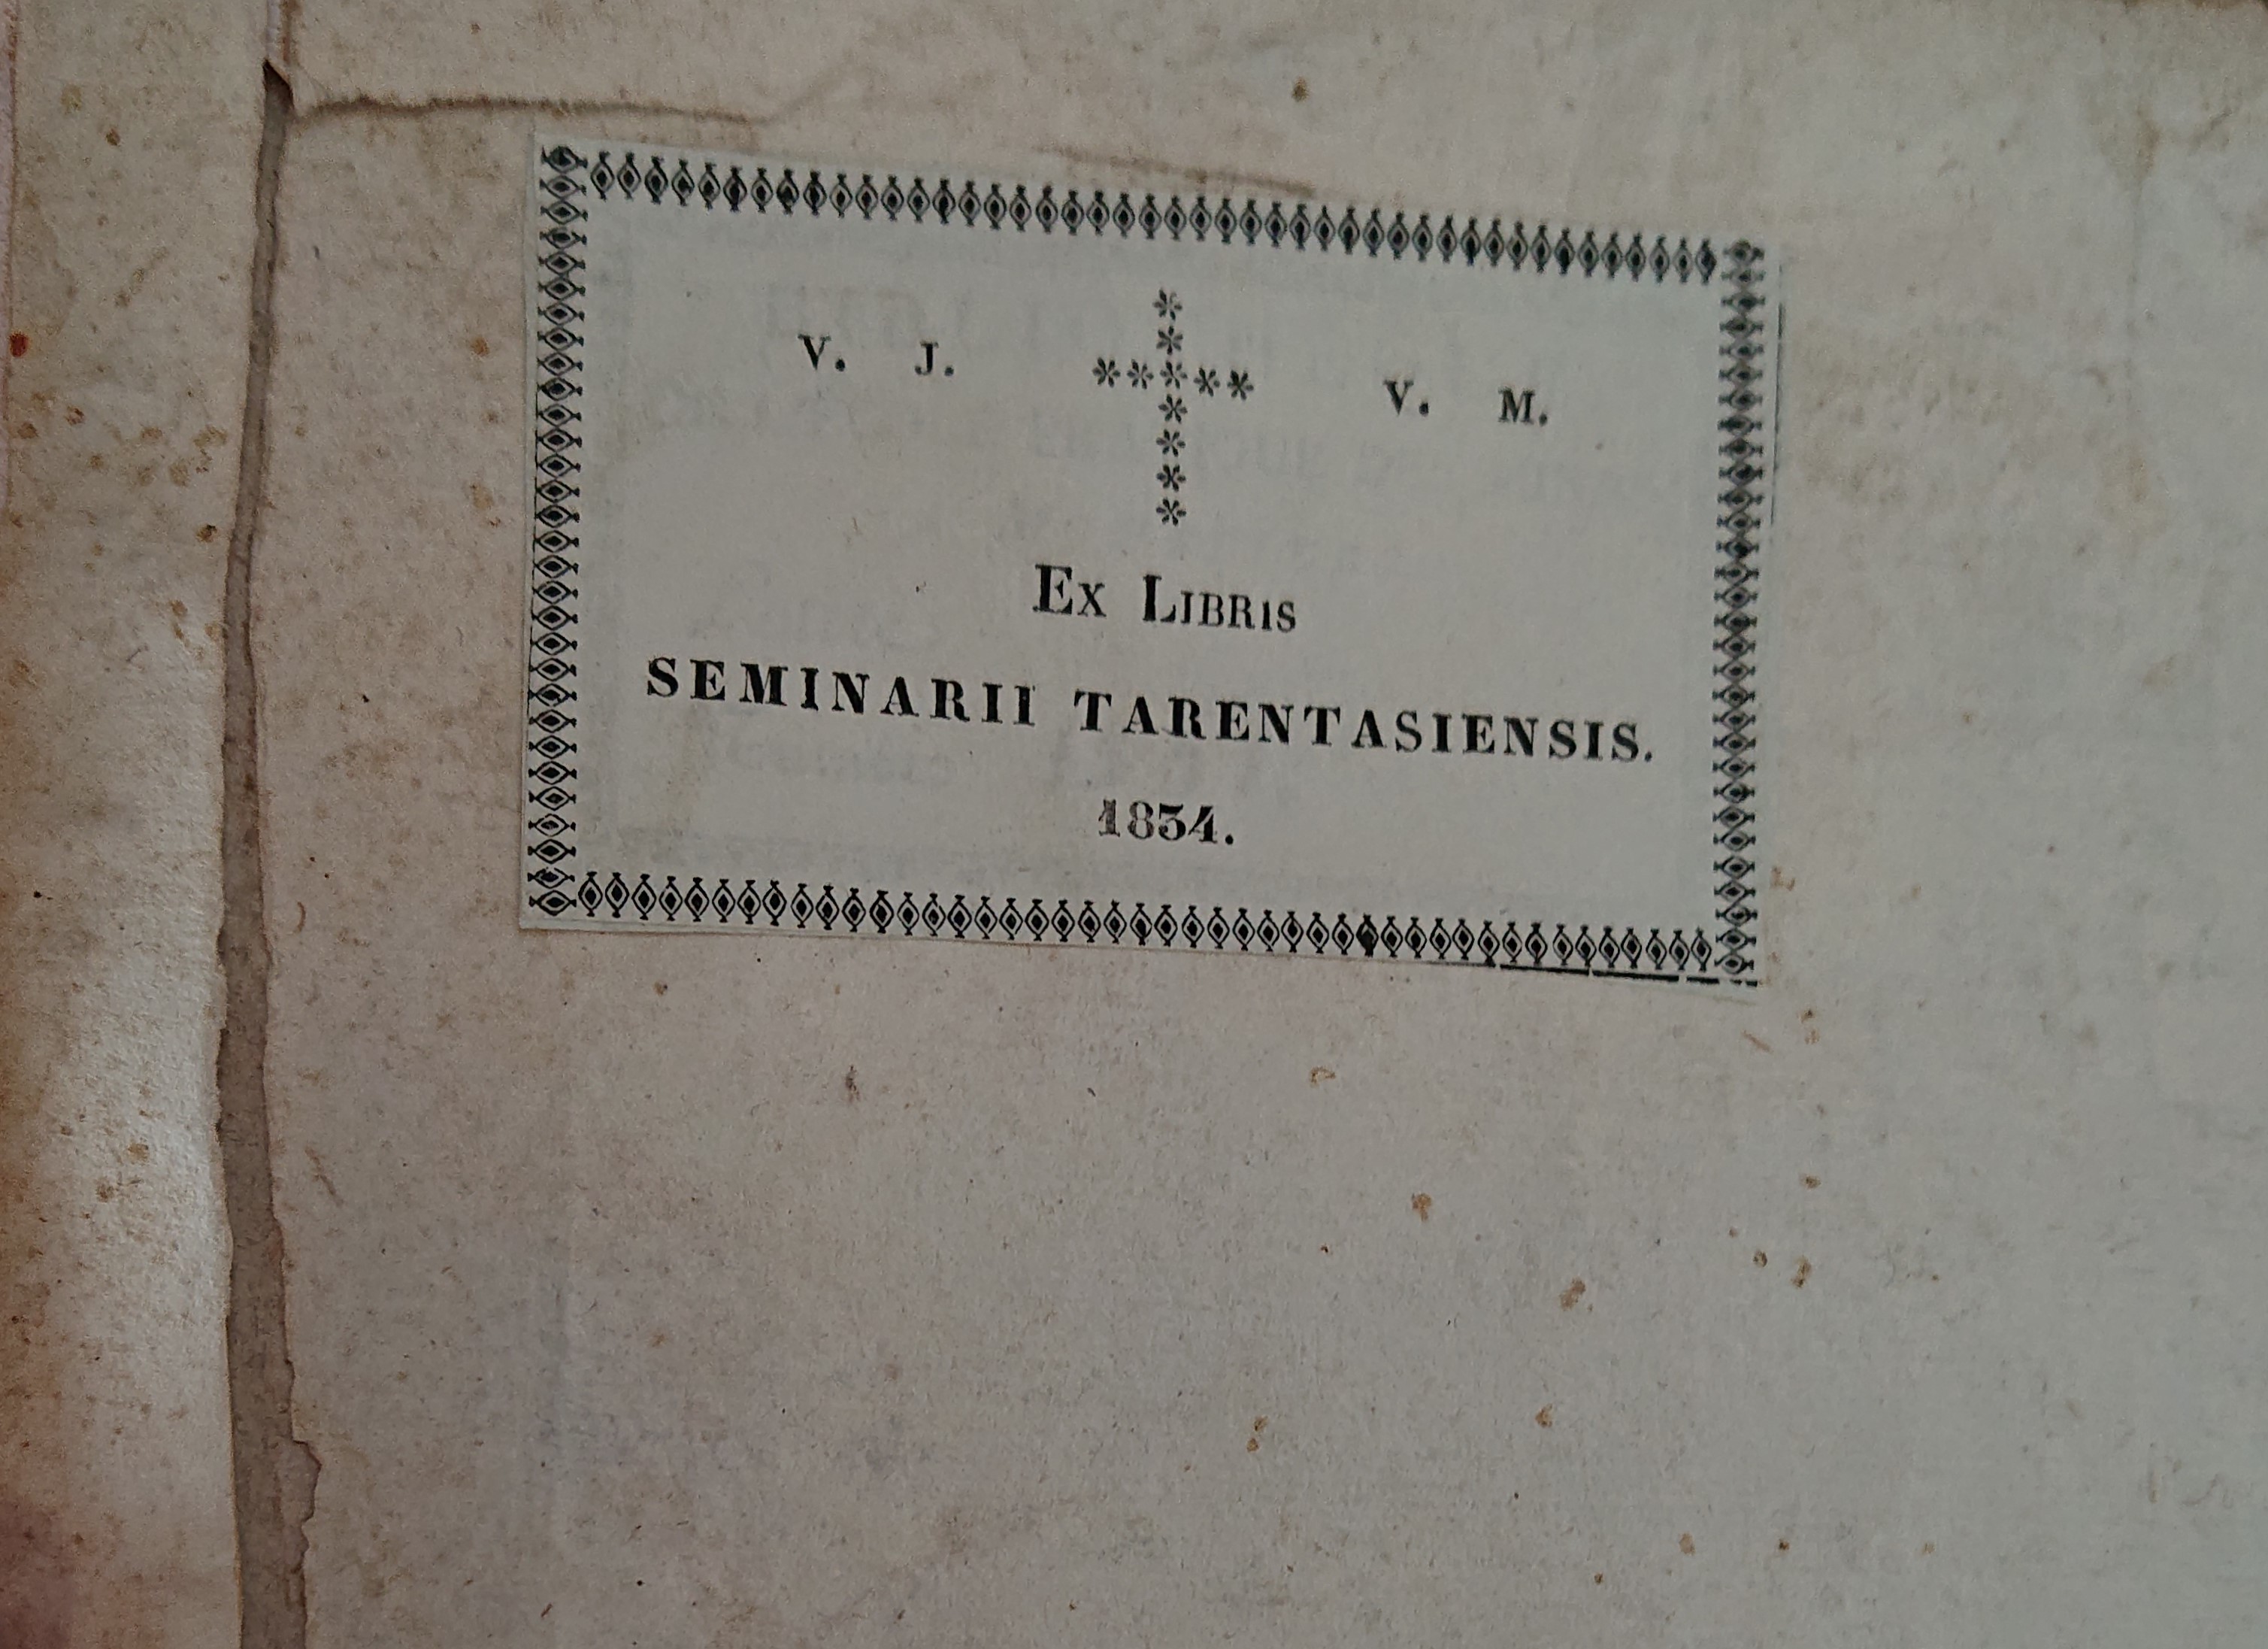 V. J. V. M.
Ex Libris
SEMINARII TARENTASIENSIS.
1834.